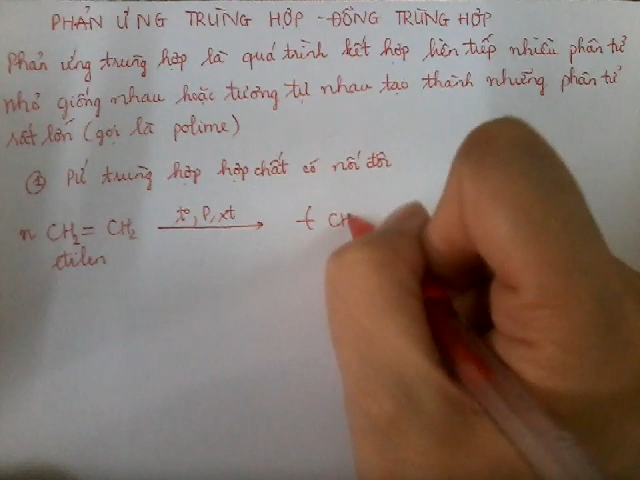 PHẢN ỨNG TRÙNG HỢP - ĐỒNG TRÙNG HỢP
Phản ứng trùng hợp là quá trình kết hợp liên tiếp nhiều phân tử
nhỏ giống nhau hoặc tương tự nhau tạo thành những phân tử
rất lớn (gọi là polime)
① Pứ trùng hợp hợp chất có nối đôi
n CH₂ = CH₂ t°, P, xt → ( CH
etilen